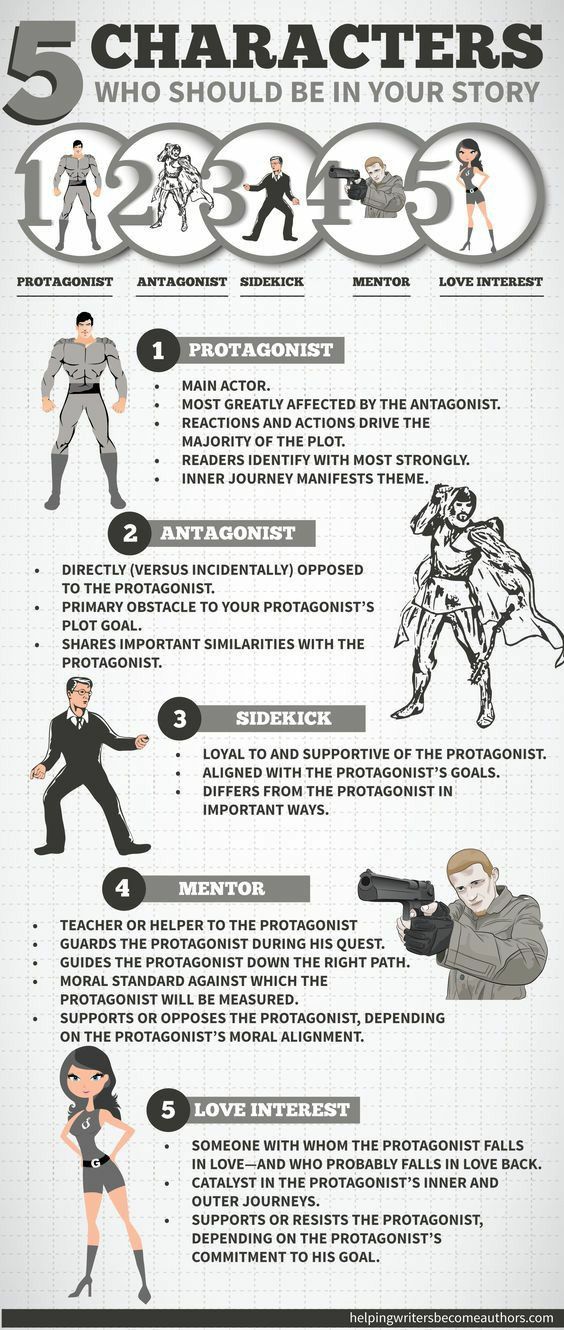 5 CHARACTERS
WHO SHOULD BE IN YOUR STORY
1 2 3 4 5
PROTAGONIST ANTAGONIST SIDEKICK MENTOR LOVE INTEREST
1 PROTAGONIST
• MAIN ACTOR.
• MOST GREATLY AFFECTED BY THE ANTAGONIST.
• REACTIONS AND ACTIONS DRIVE THE
MAJORITY OF THE PLOT.
• READERS IDENTIFY WITH MOST STRONGLY.
• INNER JOURNEY MANIFESTS THEME.
2 ANTAGONIST
• DIRECTLY (VERSUS INCIDENTALLY) OPPOSED
TO THE PROTAGONIST.
• PRIMARY OBSTACLE TO YOUR PROTAGONIST'S
PLOT GOAL.
• SHARES IMPORTANT SIMILARITIES WITH THE
PROTAGONIST.
3 SIDEKICK
• LOYAL TO AND SUPPORTIVE OF THE PROTAGONIST.
• ALIGNED WITH THE PROTAGONIST'S GOALS.
• DIFFERS FROM THE PROTAGONIST IN
IMPORTANT WAYS.
4 MENTOR
• TEACHER OR HELPER TO THE PROTAGONIST
• GUARDS THE PROTAGONIST DURING HIS QUEST.
• GUIDES THE PROTAGONIST DOWN THE RIGHT PATH.
• MORAL STANDARD AGAINST WHICH THE
PROTAGONIST WILL BE MEASURED.
• SUPPORTS OR OPPOSES THE PROTAGONIST, DEPENDING
ON THE PROTAGONIST'S MORAL ALIGNMENT.
G
5 LOVE INTEREST
• SOMEONE WITH WHOM THE PROTAGONIST FALLS
IN LOVE—AND WHO PROBABLY FALLS IN LOVE BACK.
• CATALYST IN THE PROTAGONIST'S INNER AND
OUTER JOURNEYS.
• SUPPORTS OR RESISTS THE PROTAGONIST,
DEPENDING ON THE PROTAGONIST'S
COMMITMENT TO HIS GOAL.
helpingwritersbecomeauthors.com